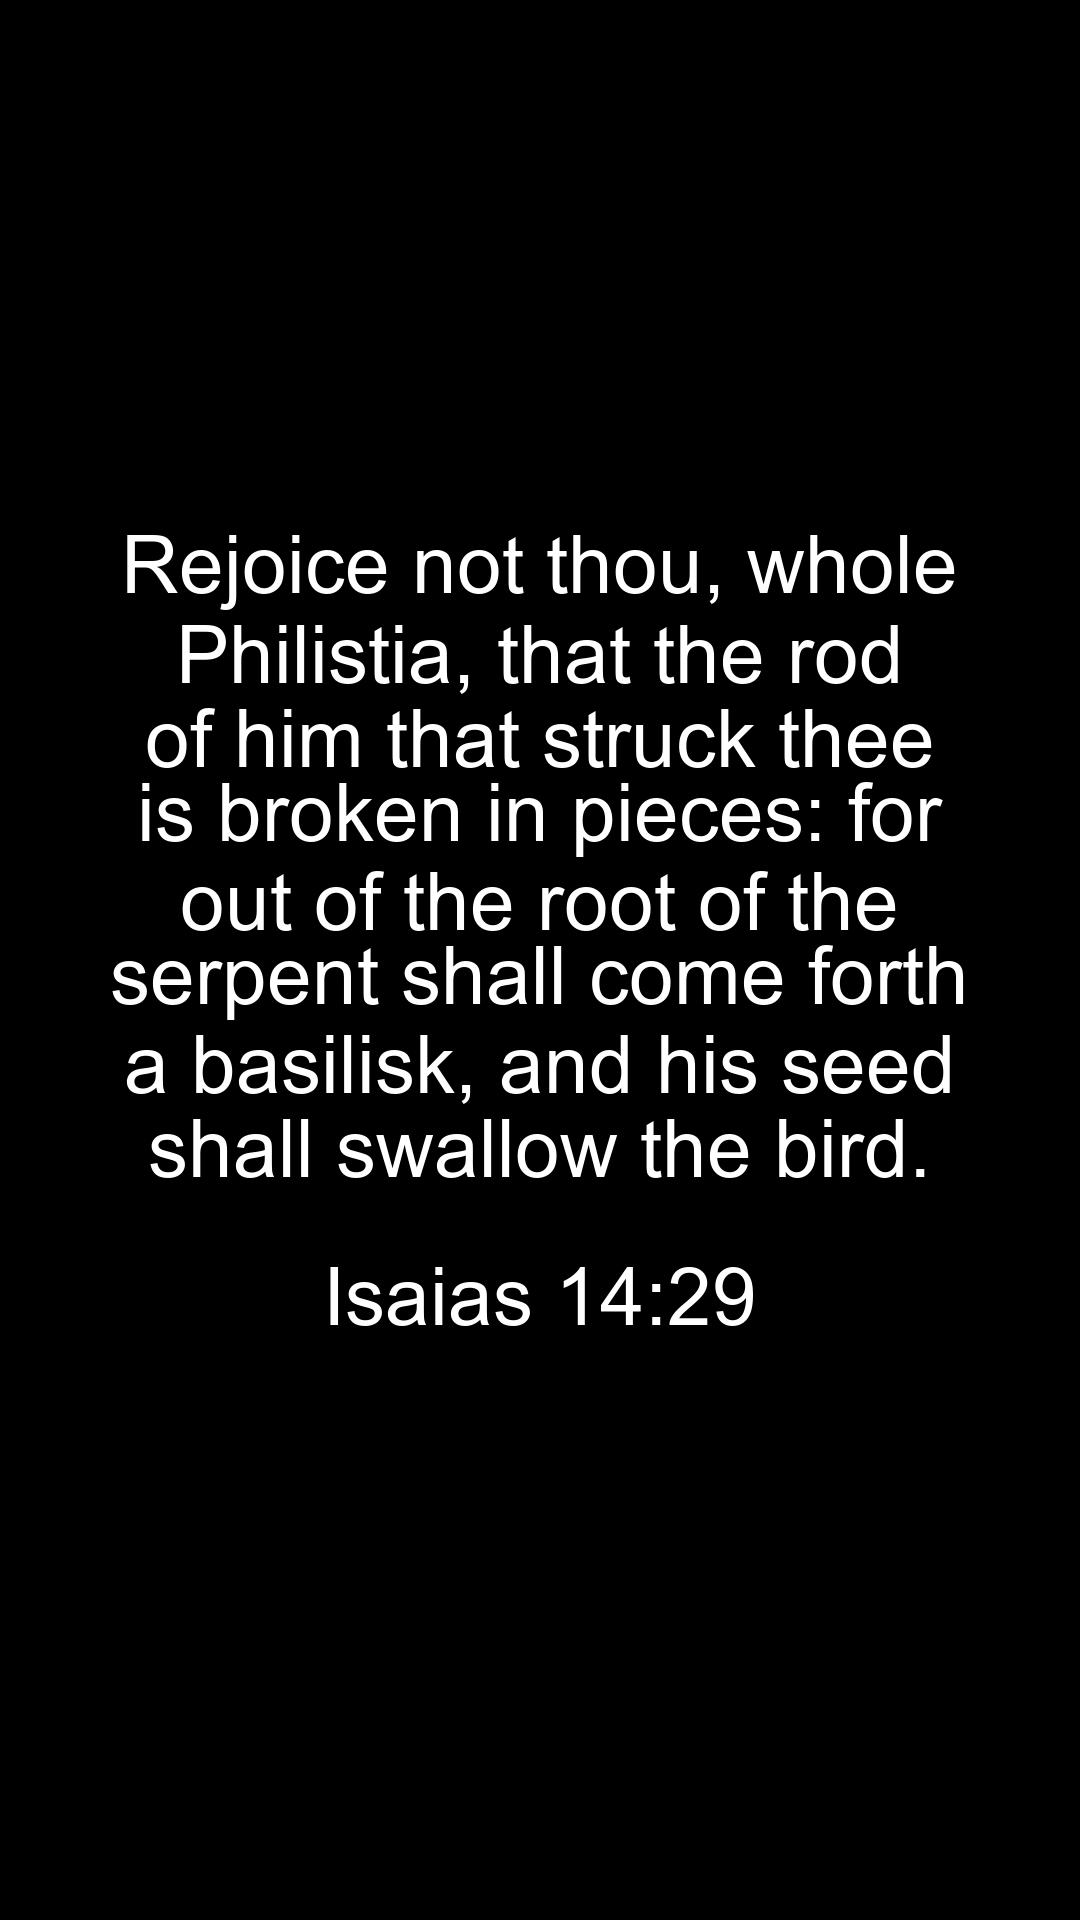 Rejoice not thou, whole
Philistia, that the rod
of him that struck thee
is broken in pieces: for
out of the root of the
serpent shall come forth
a basilisk, and his seed
shall swallow the bird.
Isaias 14:29